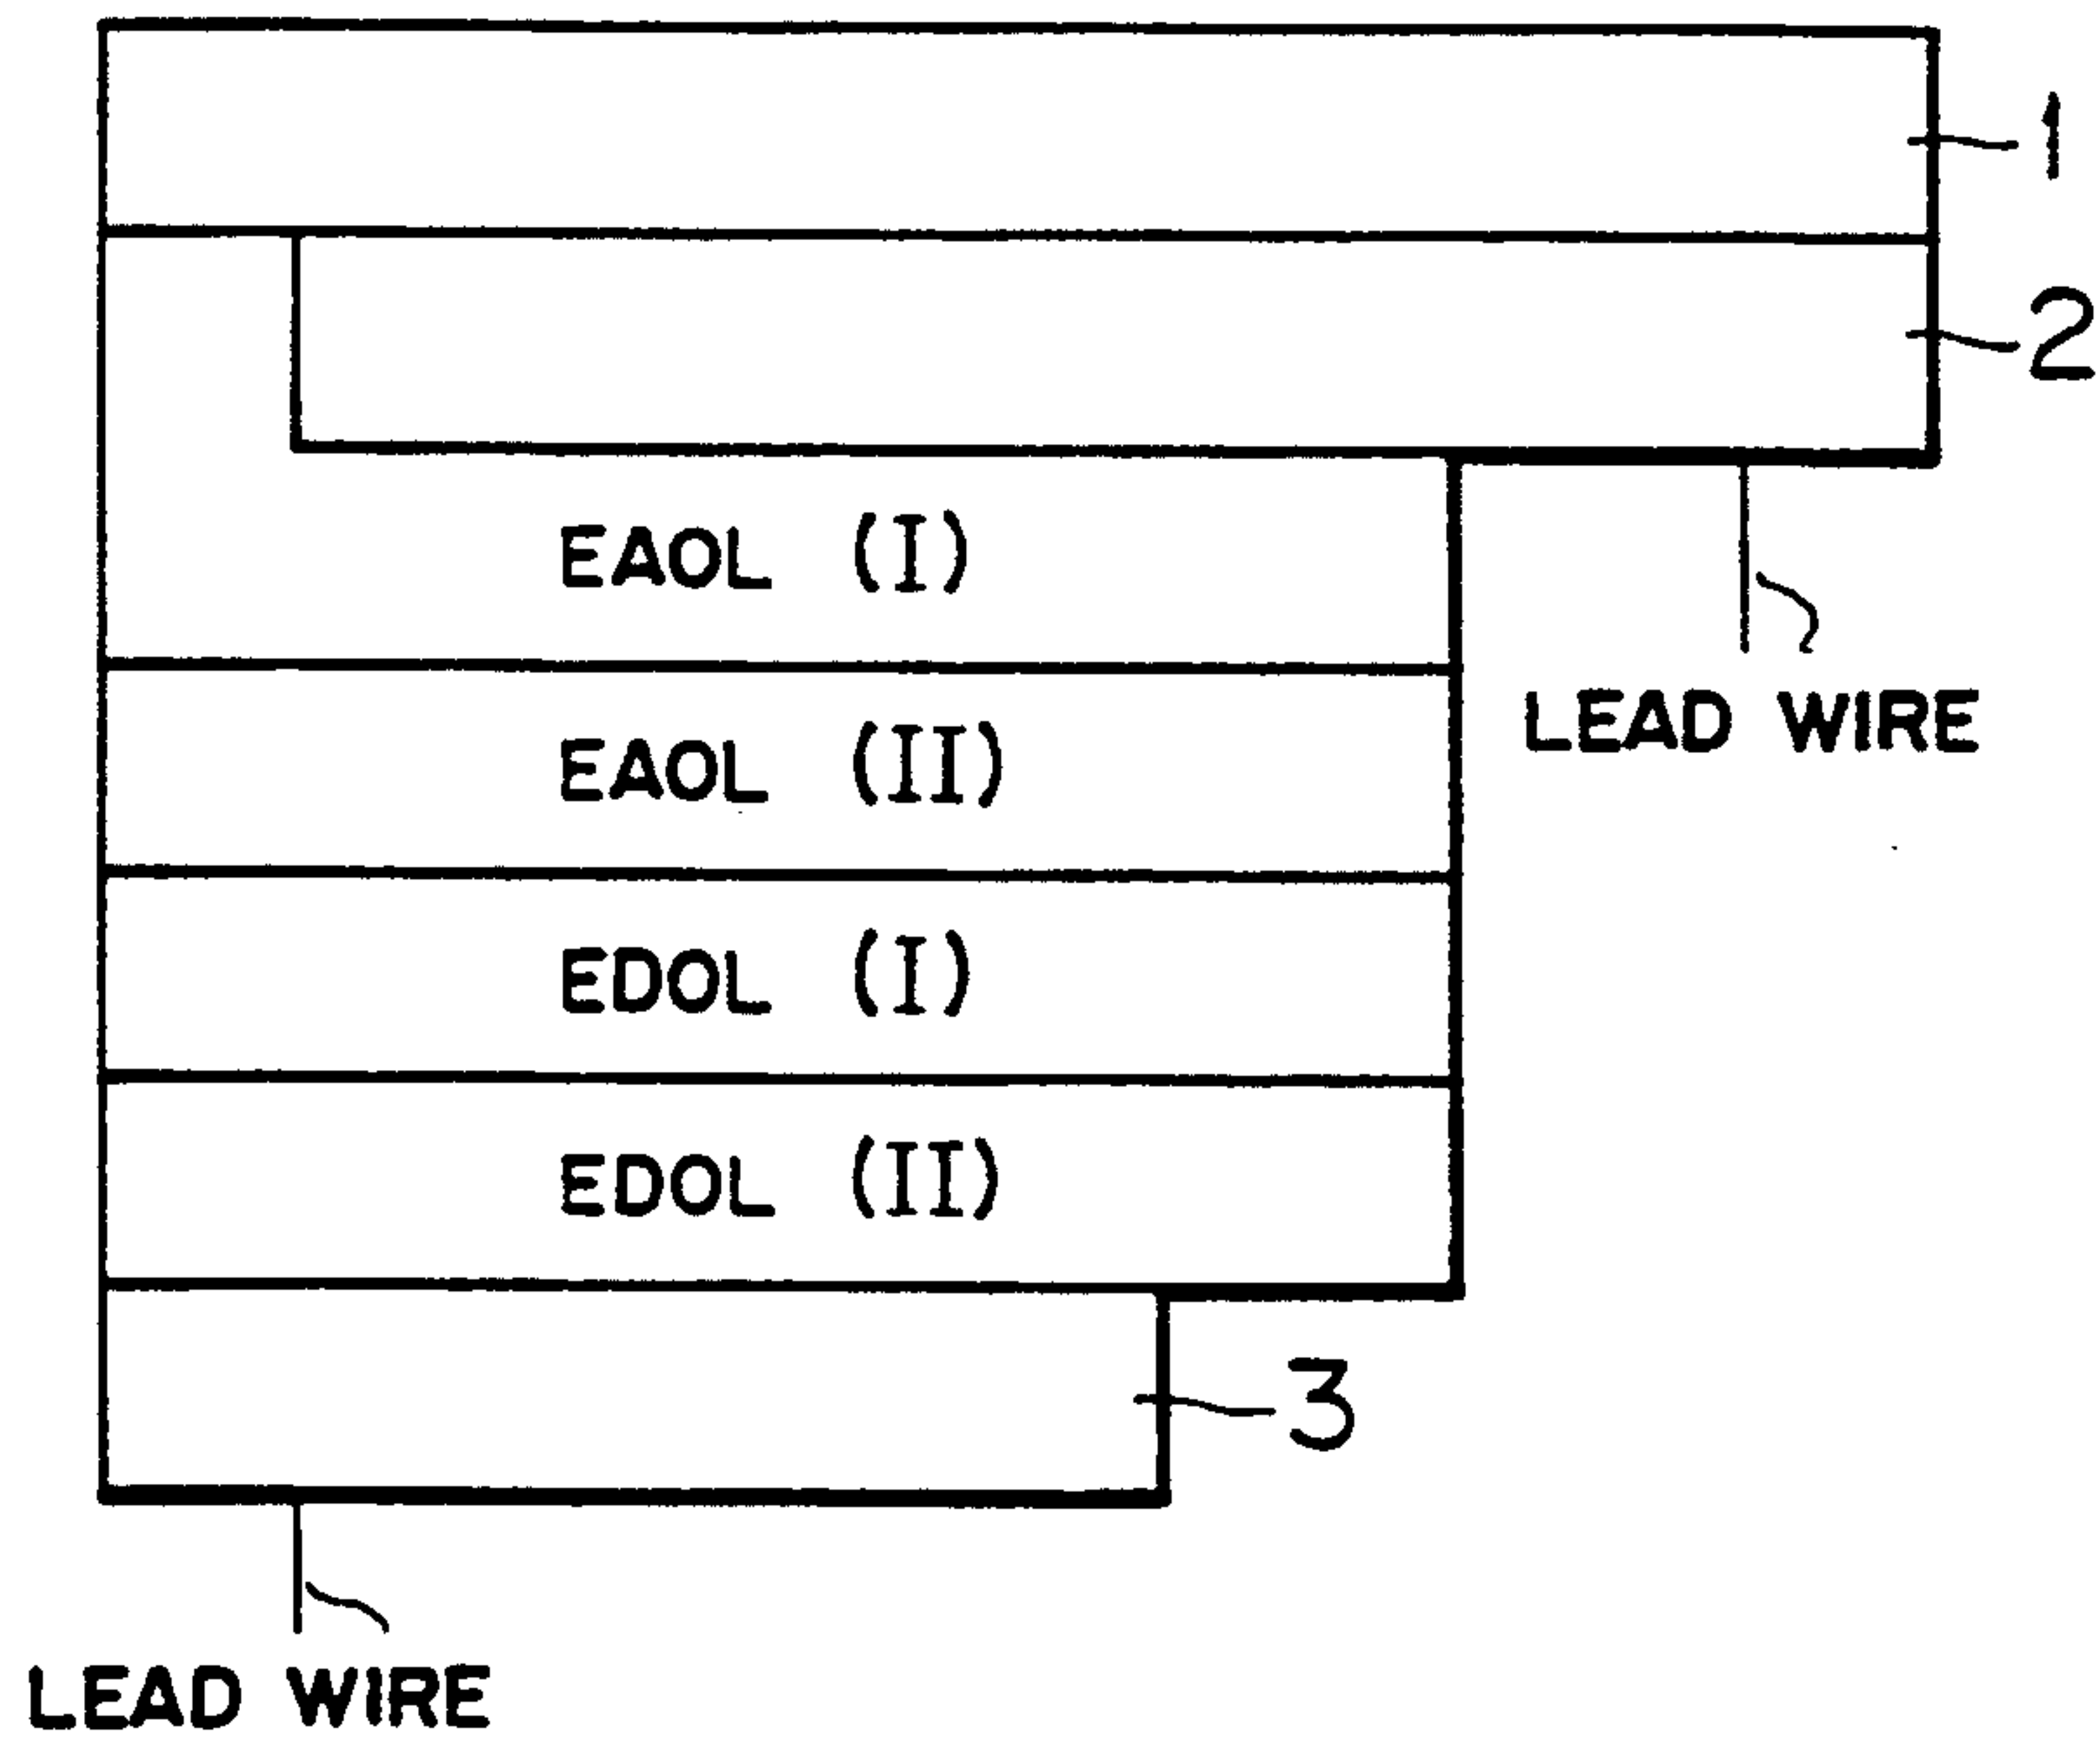 1
2
EAOL (I)
LEAD WIRE
EAOL (II)
EDOL (I)
EDOL (II)
3
LEAD WIRE